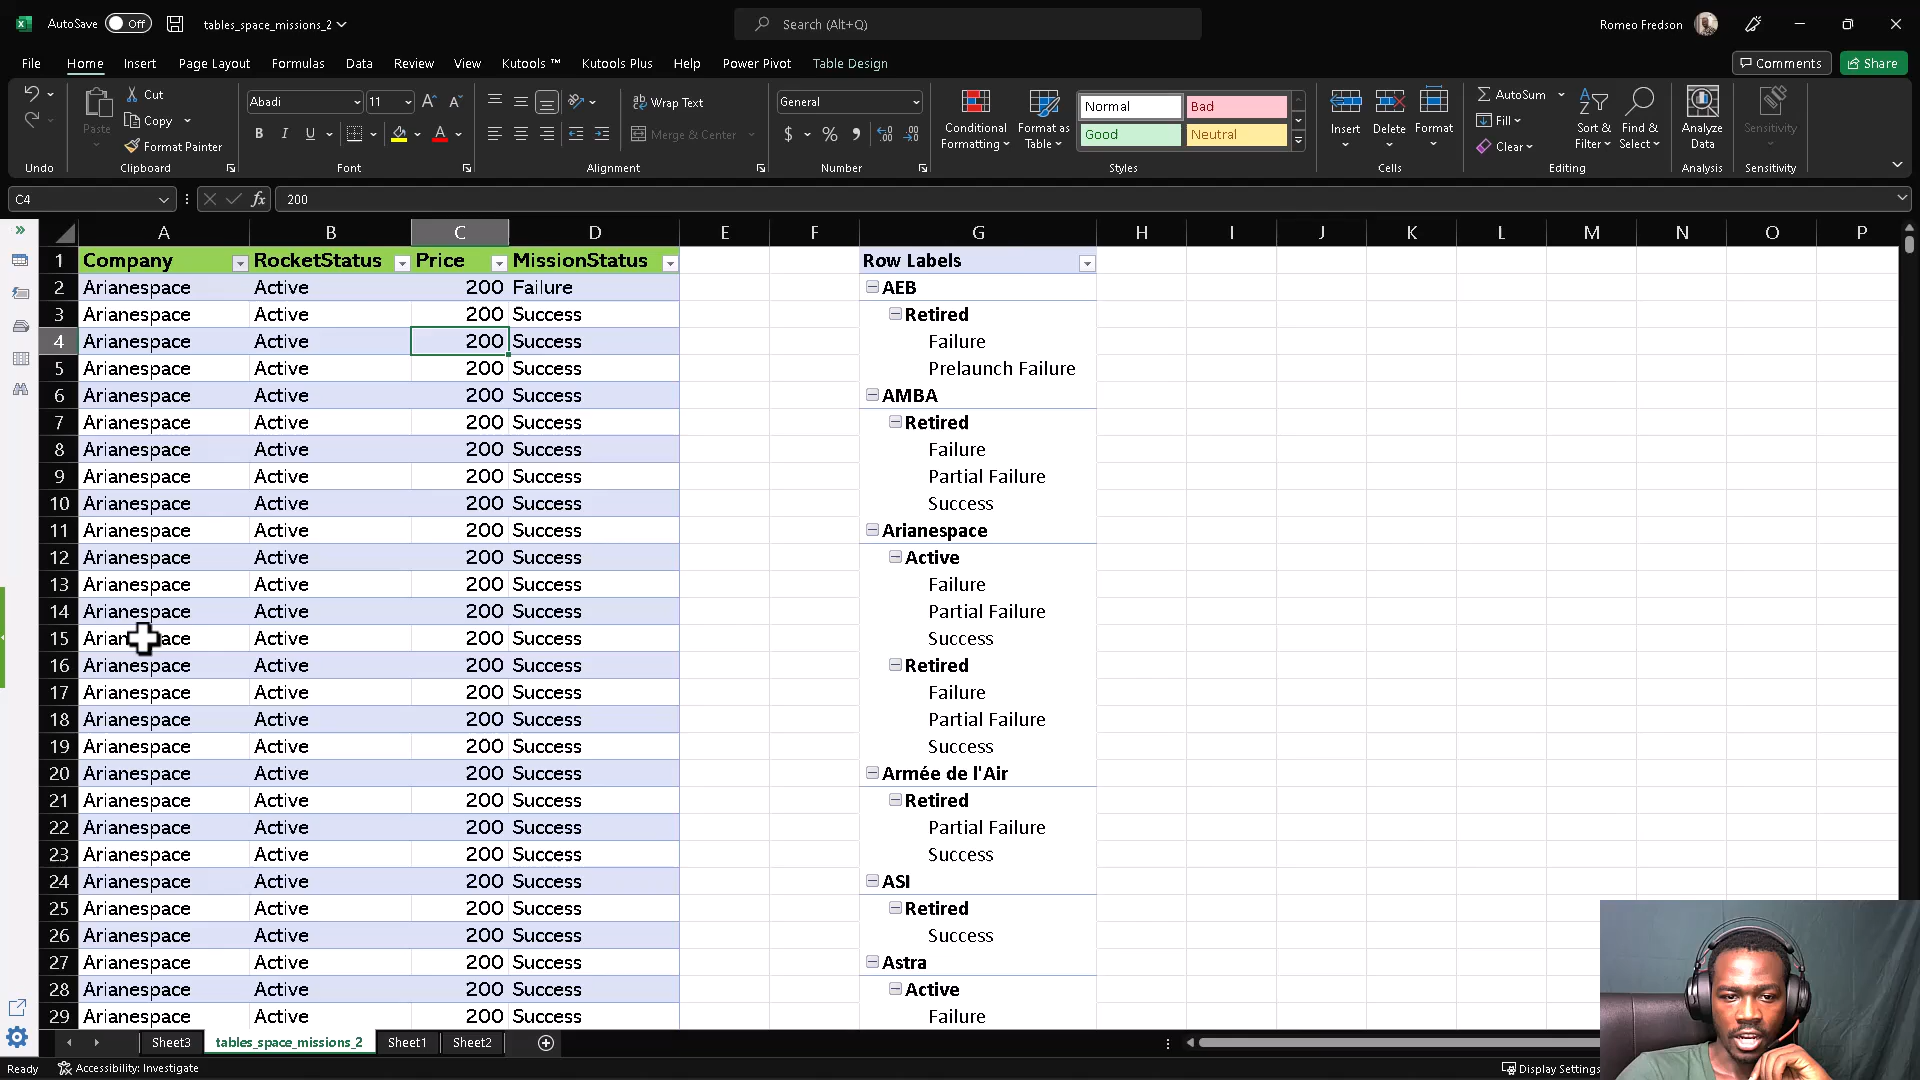 AutoSave Off tables_space_missions_2 Search (Alt+Q) Romeo Fredson
File Home Insert Page Layout Formulas Data Review View Kutools ™ Kutools Plus Help Power Pivot Table Design Comments Share
Cut Abadi 11 Wrap Text General Normal Bad AutoSum
Paste Copy Conditional Formatting Format as Table Good Neutral Insert Delete Format Fill Sort & Filter Find & Select Analyze Data Sensitivity
Format Painter B I U Merge & Center $ % Clear
Undo Clipboard Font Alignment Number Styles Cells Editing Analysis Sensitivity
C4 fx 200
A B C D E F G H I J K L M N O P
1 Company RocketStatus Price MissionStatus Row Labels
2 Arianespace Active 200 Failure AEB
3 Arianespace Active 200 Success Retired
4 Arianespace Active 200 Success Failure
5 Arianespace Active 200 Success Prelaunch Failure
6 Arianespace Active 200 Success AMBA
7 Arianespace Active 200 Success Retired
8 Arianespace Active 200 Success Failure
9 Arianespace Active 200 Success Partial Failure
10 Arianespace Active 200 Success Success
11 Arianespace Active 200 Success Arianespace
12 Arianespace Active 200 Success Active
13 Arianespace Active 200 Success Failure
14 Arianespace Active 200 Success Partial Failure
15 Arianespace Active 200 Success Success
16 Arianespace Active 200 Success Retired
17 Arianespace Active 200 Success Failure
18 Arianespace Active 200 Success Partial Failure
19 Arianespace Active 200 Success Success
20 Arianespace Active 200 Success Armée de l'Air
21 Arianespace Active 200 Success Retired
22 Arianespace Active 200 Success Partial Failure
23 Arianespace Active 200 Success Success
24 Arianespace Active 200 Success ASI
25 Arianespace Active 200 Success Retired
26 Arianespace Active 200 Success Success
27 Arianespace Active 200 Success Astra
28 Arianespace Active 200 Success Active
29 Arianespace Active 200 Success Failure
Sheet3 tables_space_missions_2 Sheet1 Sheet2
Ready Accessibility: Investigate Display Settings